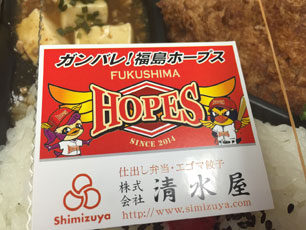 ガンバレ！福島ホープス
FUKUSHIMA
HOPES
SINCE 2014
仕出し弁当・エゴマ餃子
株式会社 清水屋
Shimizuya
http://www.simizuya.com